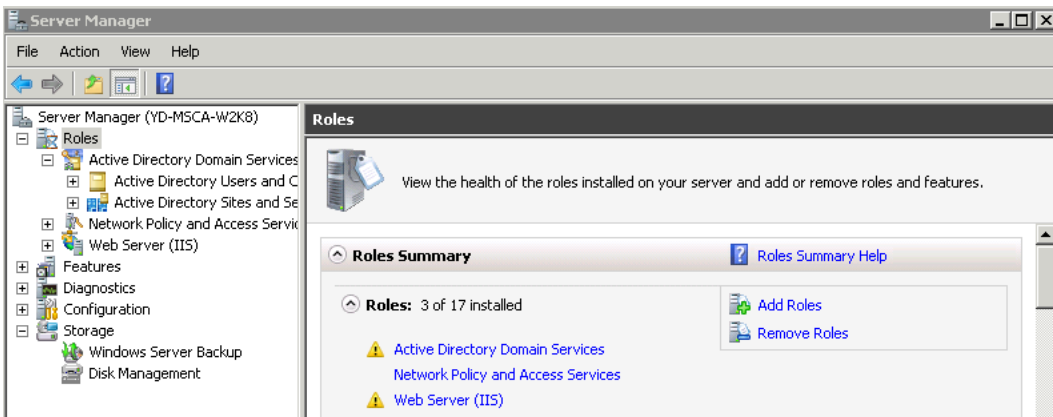 Server Manager
File Action View Help
Server Manager (YD-MSCA-W2K8)
Roles
Active Directory Domain Services
Active Directory Users and C
Active Directory Sites and Se
Network Policy and Access Servic
Web Server (IIS)
Features
Diagnostics
Configuration
Storage
Windows Server Backup
Disk Management
Roles
View the health of the roles installed on your server and add or remove roles and features.
Roles Summary
Roles Summary Help
Roles: 3 of 17 installed
Add Roles
Remove Roles
Active Directory Domain Services
Network Policy and Access Services
Web Server (IIS)